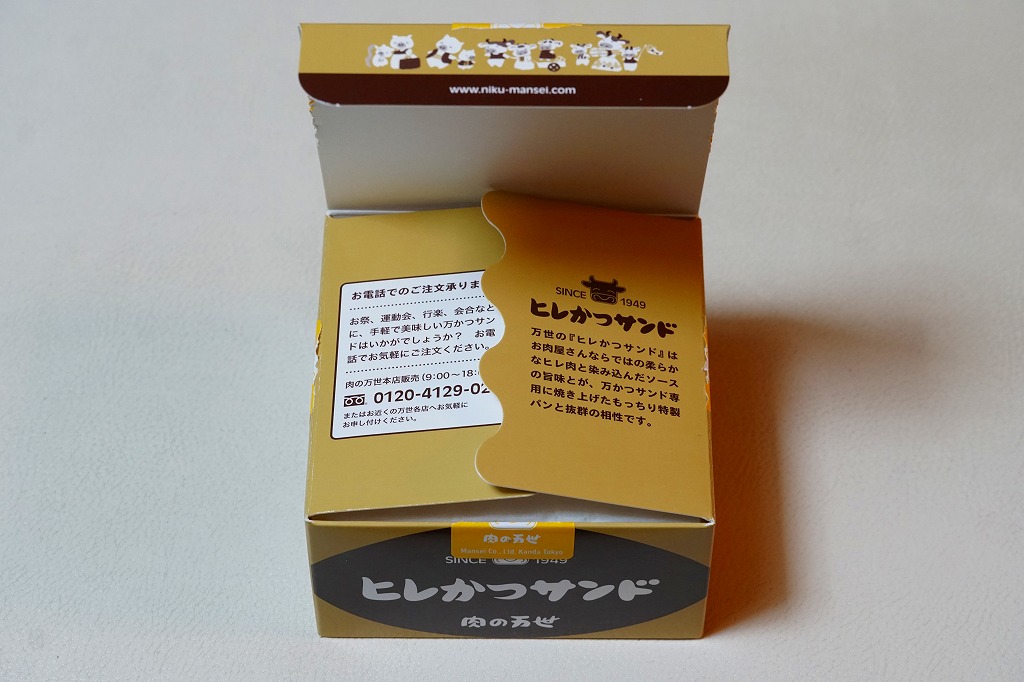 www.niku-mansei.com
お電話でのご注文承りま
お祭、運動会、行楽、会合など
に、手軽で美味しい万かつサン
ドはいかがでしょうか? お電
話でお気軽にご注文ください。
肉の万世本店販売(9:00〜18:
0120-4129-02
またはお近くの万世各店へお気軽に
お申し付けください。
SINCE 1949
ヒレかつサンド
万世の『ヒレかつサンド』は
お肉屋さんならではの柔らか
なヒレ肉と染み込んだソース
の旨味とが、万かつサンド専
用に焼き上げたもっちり特製
パンと抜群の相性です。
肉の万世
Mansei Co., Ltd. Kanda Tokyo
SINCE 1949
ヒレかつサンド
肉の万世